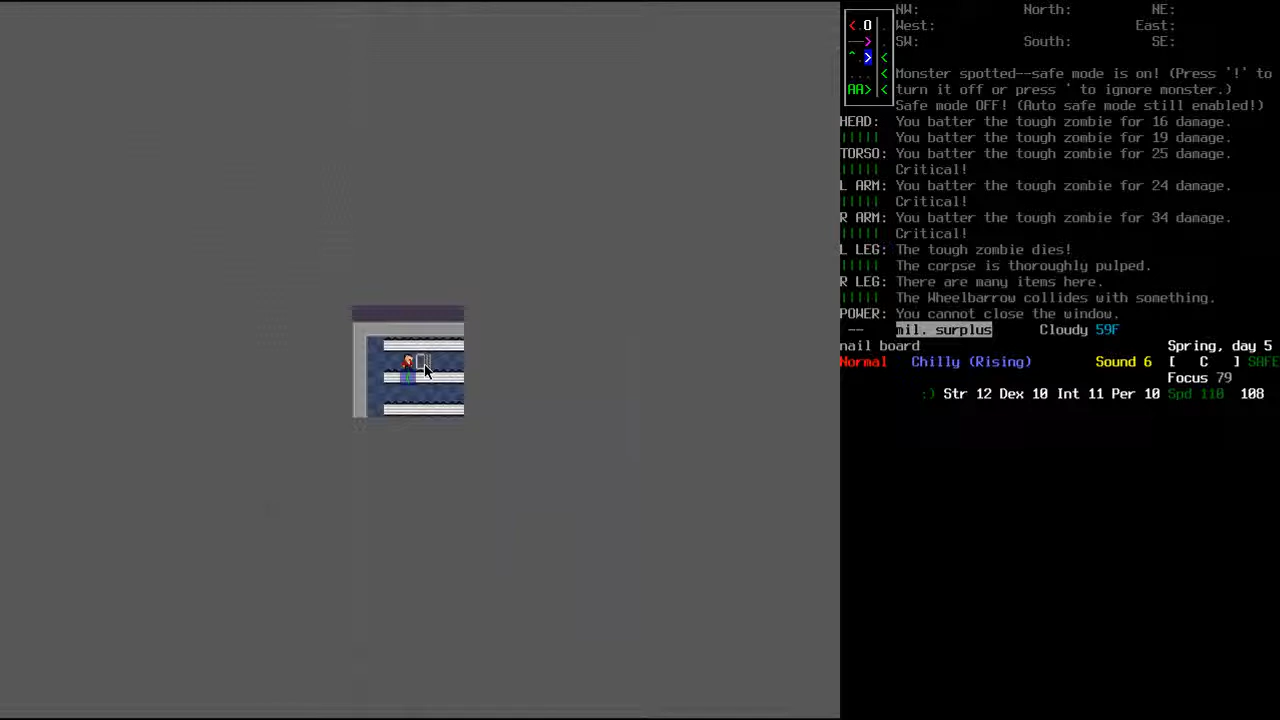 NW: North: NE:
< . O . West: East:
—> . SW: South: SE:
^ . > <
. . . < Monster spotted--safe mode is on! (Press '!' to
AA> < turn it off or press ' to ignore monster.)
Safe mode OFF! (Auto safe mode still enabled!)
HEAD: You batter the tough zombie for 16 damage.
||||| You batter the tough zombie for 19 damage.
TORSO: You batter the tough zombie for 25 damage.
||||| Critical!
L ARM: You batter the tough zombie for 24 damage.
||||| Critical!
R ARM: You batter the tough zombie for 34 damage.
||||| Critical!
L LEG: The tough zombie dies!
||||| The corpse is thoroughly pulped.
R LEG: There are many items here.
||||| The Wheelbarrow collides with something.
POWER: You cannot close the window.
-- mil. surplus Cloudy 59F
nail board Spring, day 5
Normal Chilly (Rising) Sound 6 [ C ] SAFE
Focus 79
:) Str 12 Dex 10 Int 11 Per 10 Spd 110 108